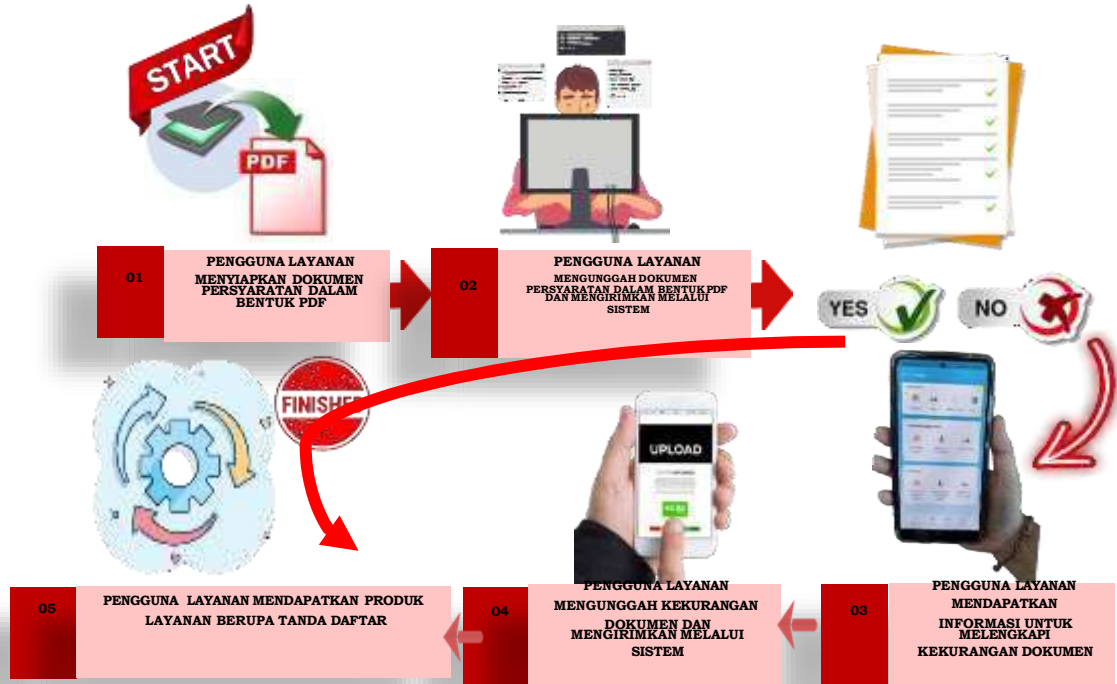 START
PDF
01
PENGGUNA LAYANAN
MENYIAPKAN DOKUMEN
PERSYARATAN DALAM
BENTUK PDF
02
PENGGUNA LAYANAN
MENGUNGGAH DOKUMEN
PERSYARATAN DALAM BENTUK PDF
DAN MENGIRIMKAN MELALUI
SISTEM
YES
NO
FINISHED
UPLOAD
05
PENGGUNA LAYANAN MENDAPATKAN PRODUK
LAYANAN BERUPA TANDA DAFTAR
04
PENGGUNA LAYANAN
MENGUNGGAH KEKURANGAN
DOKUMEN DAN
MENGIRIMKAN MELALUI
SISTEM
03
PENGGUNA LAYANAN
MENDAPATKAN
INFORMASI UNTUK
MELENGKAPI
KEKURANGAN DOKUMEN